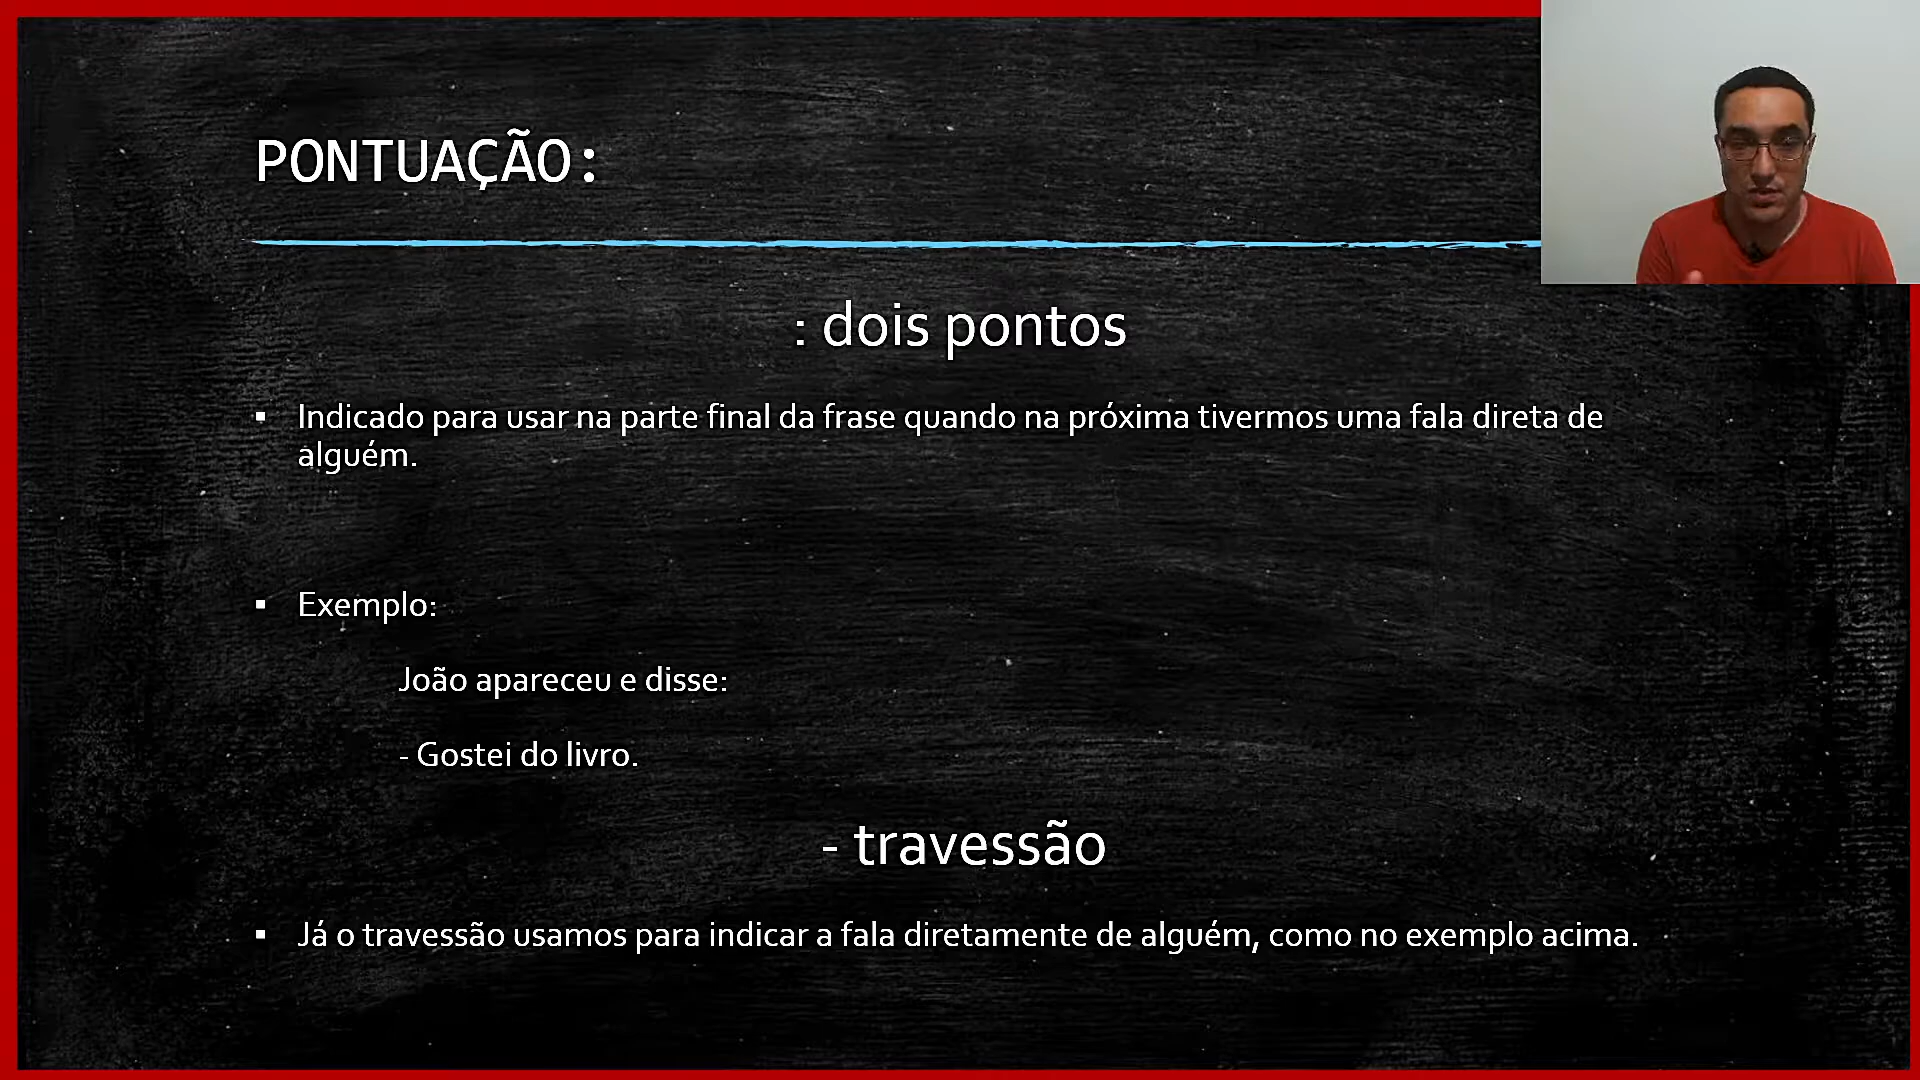 PONTUAÇÃO:
: dois pontos
▪ Indicado para usar na parte final da frase quando na próxima tivermos uma fala direta de
alguém.
▪ Exemplo:
João apareceu e disse:
- Gostei do livro.
- travessão
▪ Já o travessão usamos para indicar a fala diretamente de alguém, como no exemplo acima.